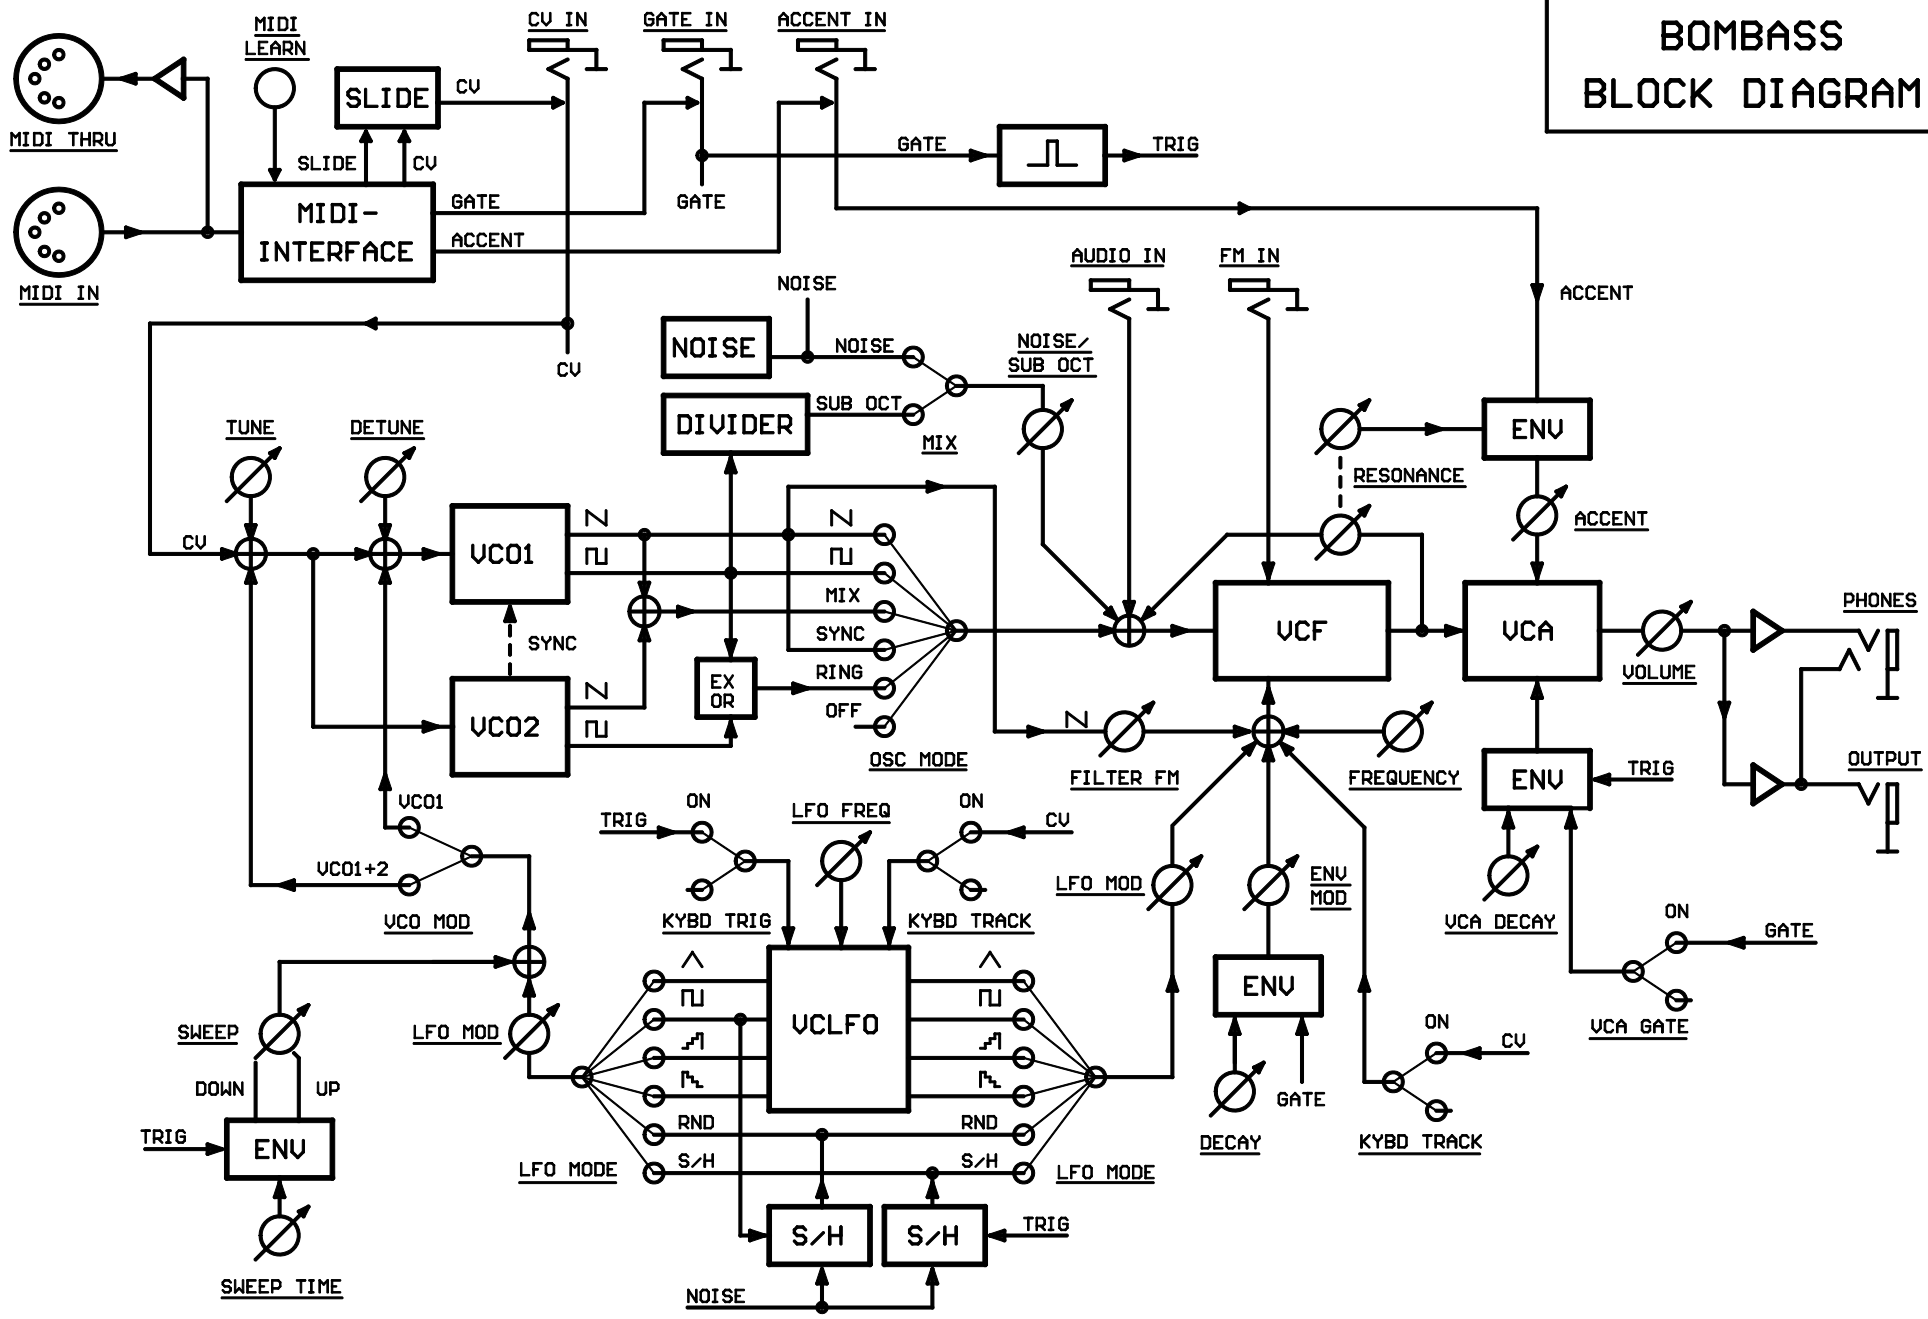 BOMBASS
BLOCK DIAGRAM
MIDI
LEARN
CV IN
GATE IN
ACCENT IN
MIDI THRU
SLIDE
CV
SLIDE
CV
GATE
TRIG
MIDI-
INTERFACE
GATE
ACCENT
GATE
MIDI IN
AUDIO IN
FM IN
ACCENT
NOISE
NOISE
NOISE
NOISE/
SUB OCT
CV
DIVIDER
SUB OCT
MIX
ENV
TUNE
DETUNE
RESONANCE
ACCENT
CV
VCO1
MIX
SYNC
SYNC
RING
OFF
OSC MODE
EX
OR
VCO2
VCF
VCA
VOLUME
PHONES
OUTPUT
FILTER FM
FREQUENCY
ENV
TRIG
VCO1
VCO1+2
VCO MOD
TRIG
ON
KYBD TRIG
LFO FREQ
ON
CV
KYBD TRACK
LFO MOD
ENV
MOD
VCA DECAY
ON
GATE
VCA GATE
SWEEP
LFO MOD
VCLFO
ENV
ON
CV
GATE
DECAY
KYBD TRACK
DOWN
UP
TRIG
ENV
RND
RND
S/H
S/H
LFO MODE
LFO MODE
S/H
S/H
TRIG
SWEEP TIME
NOISE